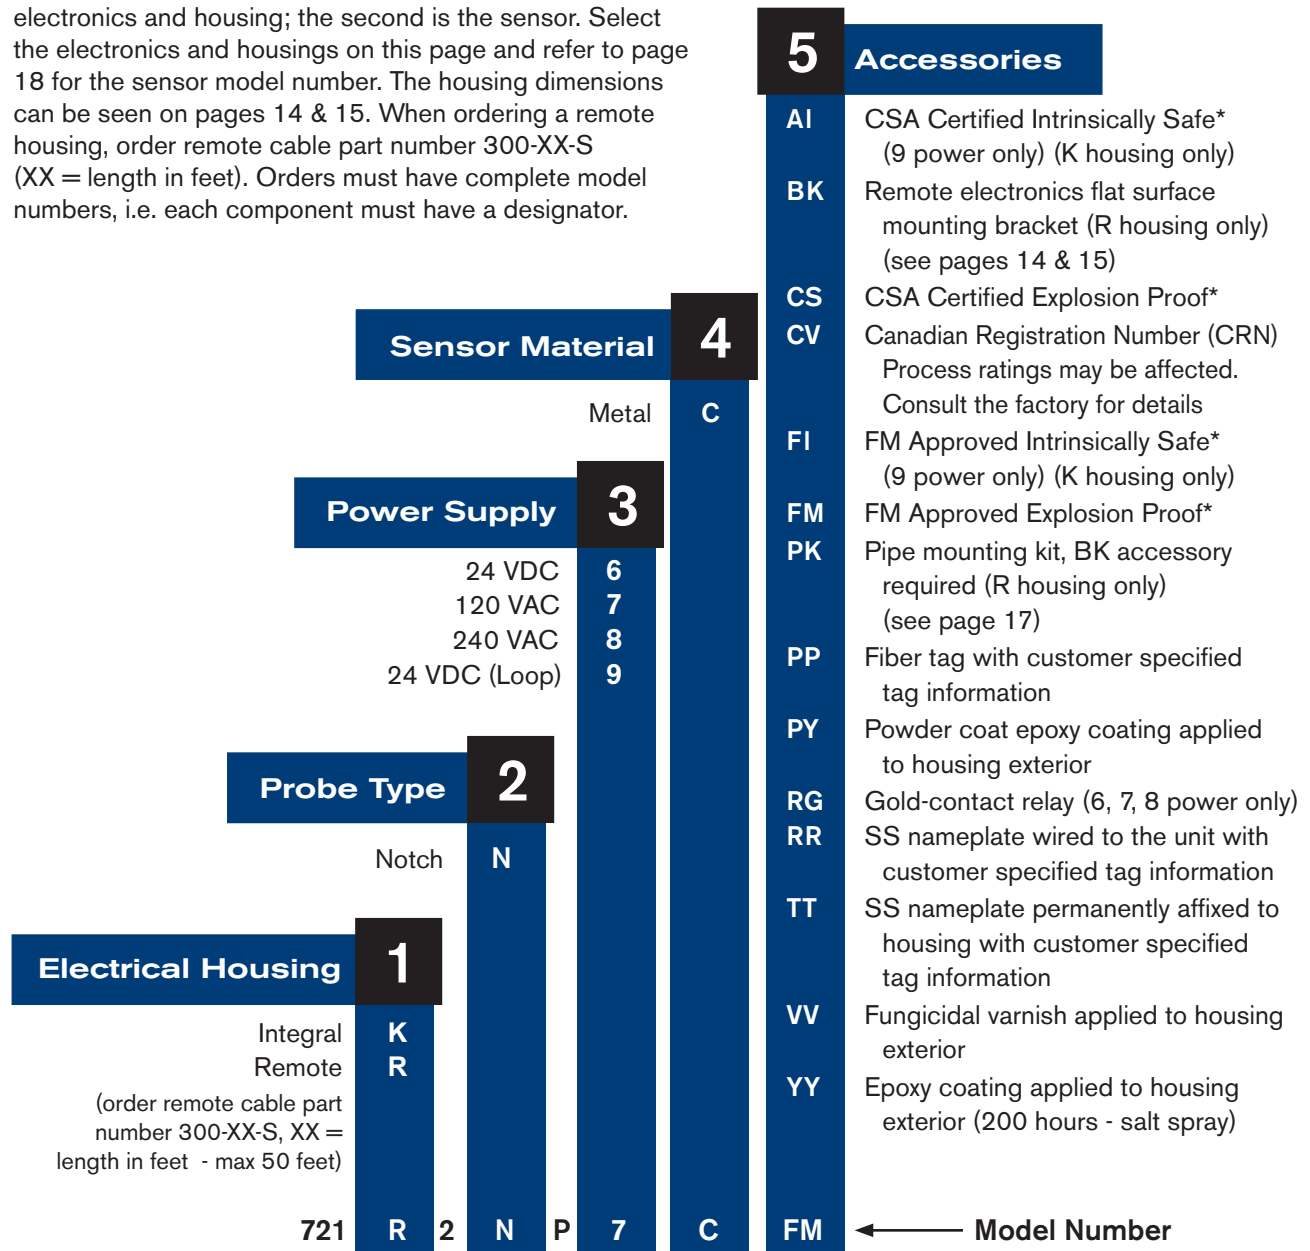 electronics and housing; the second is the sensor. Select
the electronics and housings on this page and refer to page
18 for the sensor model number. The housing dimensions
can be seen on pages 14 & 15. When ordering a remote
housing, order remote cable part number 300-XX-S
(XX = length in feet). Orders must have complete model
numbers, i.e. each component must have a designator.
5 Accessories
AI CSA Certified Intrinsically Safe*
(9 power only) (K housing only)
BK Remote electronics flat surface
mounting bracket (R housing only)
(see pages 14 & 15)
CS CSA Certified Explosion Proof*
CV Canadian Registration Number (CRN)
Process ratings may be affected.
Consult the factory for details
FI FM Approved Intrinsically Safe*
(9 power only) (K housing only)
FM FM Approved Explosion Proof*
PK Pipe mounting kit, BK accessory
required (R housing only)
(see page 17)
PP Fiber tag with customer specified
tag information
PY Powder coat epoxy coating applied
to housing exterior
RG Gold-contact relay (6, 7, 8 power only)
RR SS nameplate wired to the unit with
customer specified tag information
TT SS nameplate permanently affixed to
housing with customer specified
tag information
VV Fungicidal varnish applied to housing
exterior
YY Epoxy coating applied to housing
exterior (200 hours - salt spray)
Sensor Material 4
Metal C
Power Supply 3
24 VDC 6
120 VAC 7
240 VAC 8
24 VDC (Loop) 9
Probe Type 2
Notch N
Electrical Housing 1
Integral K
Remote R
(order remote cable part
number 300-XX-S, XX =
length in feet - max 50 feet)
721 R 2 N P 7 C FM Model Number